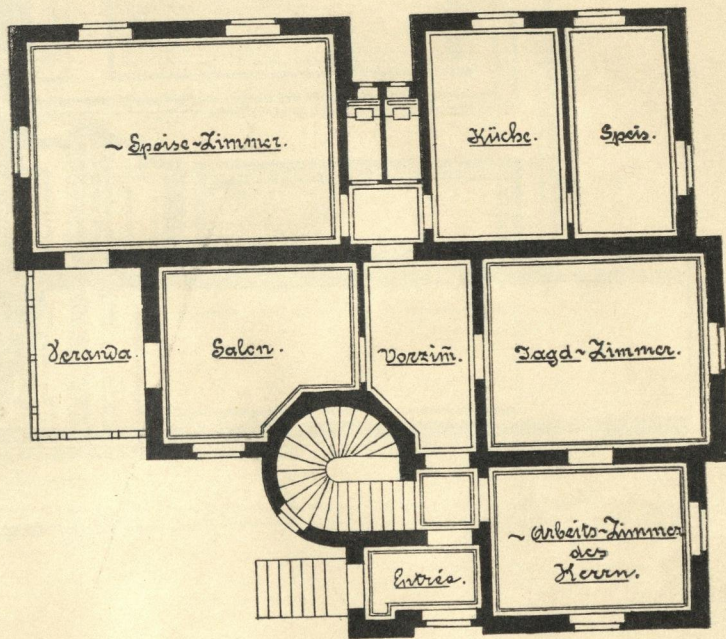 ~ Speise-Zimmer.
Küche.
Speis.
Veranda.
Salon.
Vorzim̄.
Jagd-Zimmer.
~ Arbeits-Zimmer
des
Herrn.
Entrée.